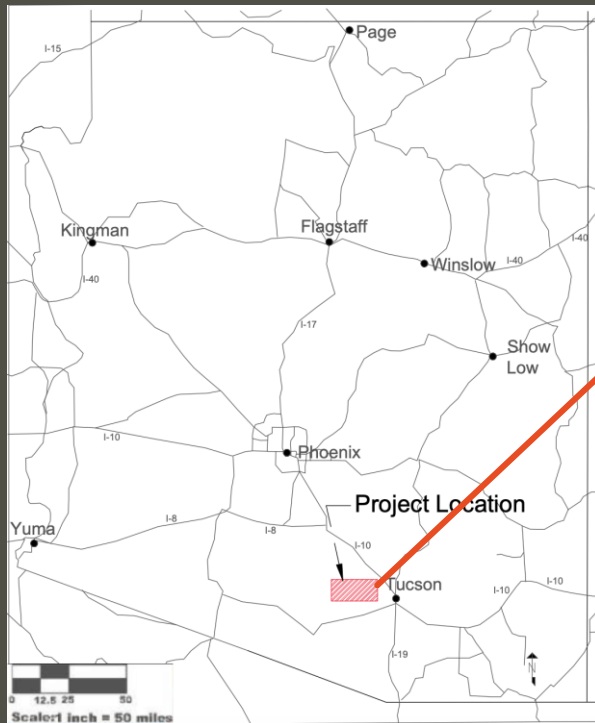 Page
I-15
Kingman
Flagstaff
I-40
Winslow
I-40
I-40
I-17
Show
Low
I-10
Phoenix
Project Location
Yuma
I-8
I-8
I-10
Tucson
I-10
I-10
I-19
N
0 12.5 25 50
Scale:1 inch = 50 miles